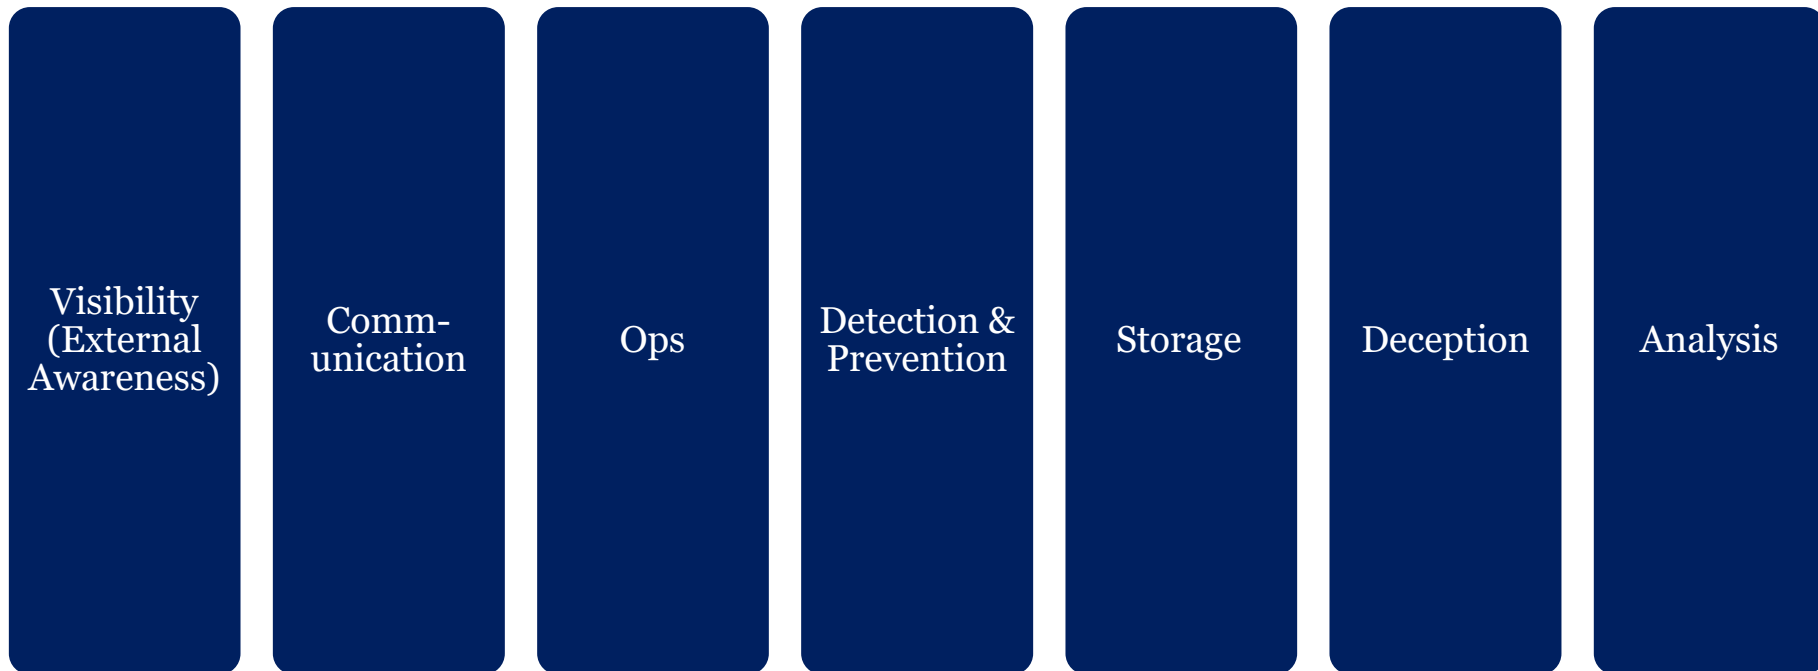 Visibility
(External
Awareness)
Comm-
unication
Ops
Detection &
Prevention
Storage
Deception
Analysis